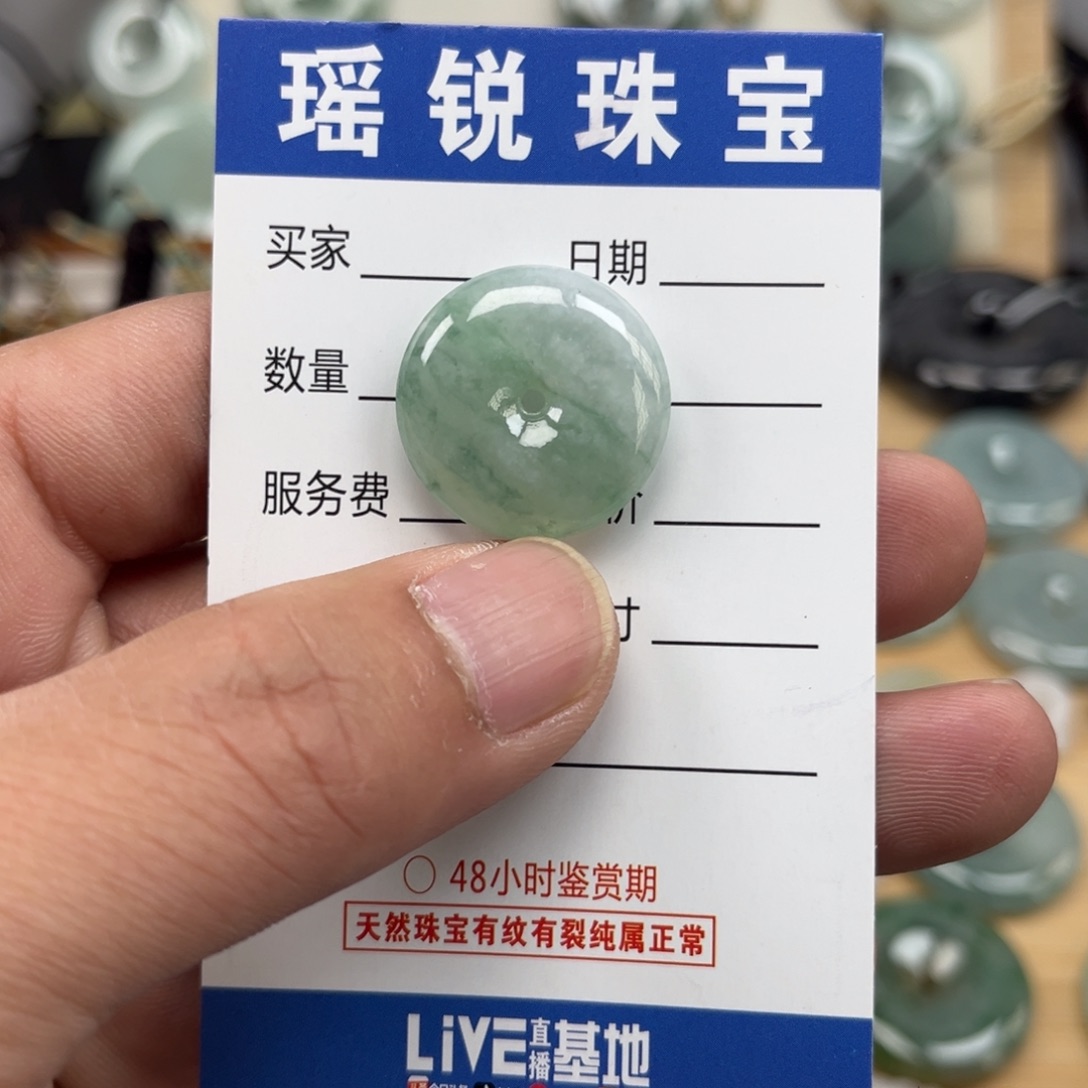 瑶锐珠宝
买家 日期
数量
服务费 价
寸
48小时鉴赏期
天然珠宝有纹有裂纯属正常
LiVE直播基地